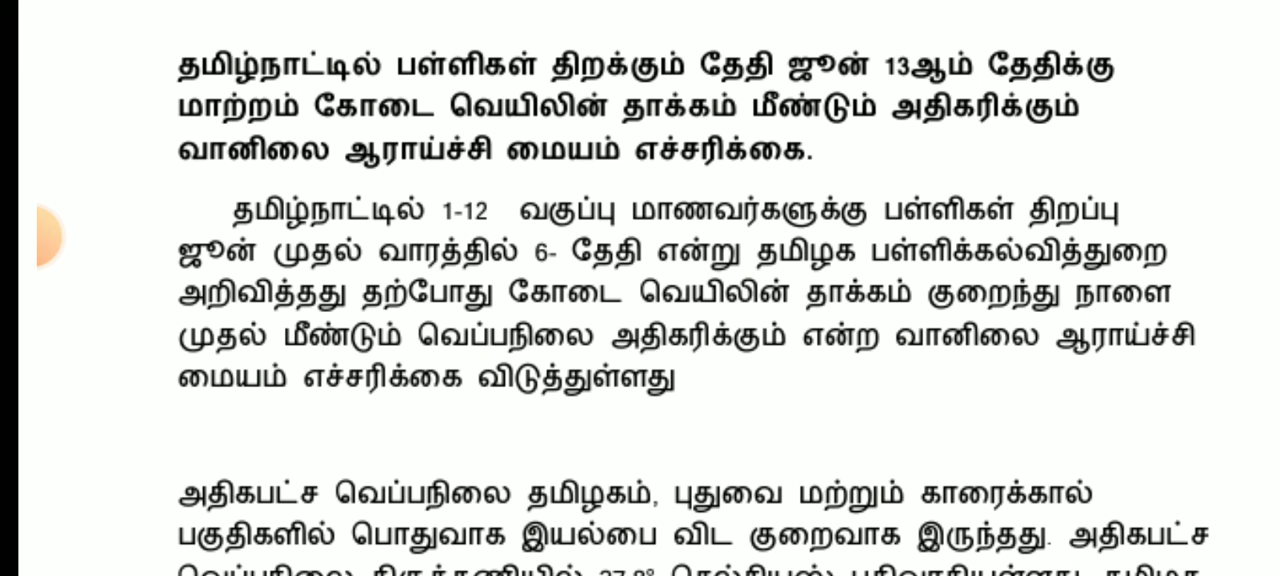 தமிழ்நாட்டில் பள்ளிகள் திறக்கும் தேதி ஜூன் 13ஆம் தேதிக்கு
மாற்றம் கோடை வெயிலின் தாக்கம் மீண்டும் அதிகரிக்கும்
வானிலை ஆராய்ச்சி மையம் எச்சரிக்கை.
தமிழ்நாட்டில் 1-12 வகுப்பு மாணவர்களுக்கு பள்ளிகள் திறப்பு
ஜூன் முதல் வாரத்தில் 6- தேதி என்று தமிழக பள்ளிக்கல்வித்துறை
அறிவித்தது தற்போது கோடை வெயிலின் தாக்கம் குறைந்து நாளை
முதல் மீண்டும் வெப்பநிலை அதிகரிக்கும் என்ற வானிலை ஆராய்ச்சி
மையம் எச்சரிக்கை விடுத்துள்ளது
அதிகபட்ச வெப்பநிலை தமிழகம், புதுவை மற்றும் காரைக்கால்
பகுதிகளில் பொதுவாக இயல்பை விட குறைவாக இருந்தது. அதிகபட்ச